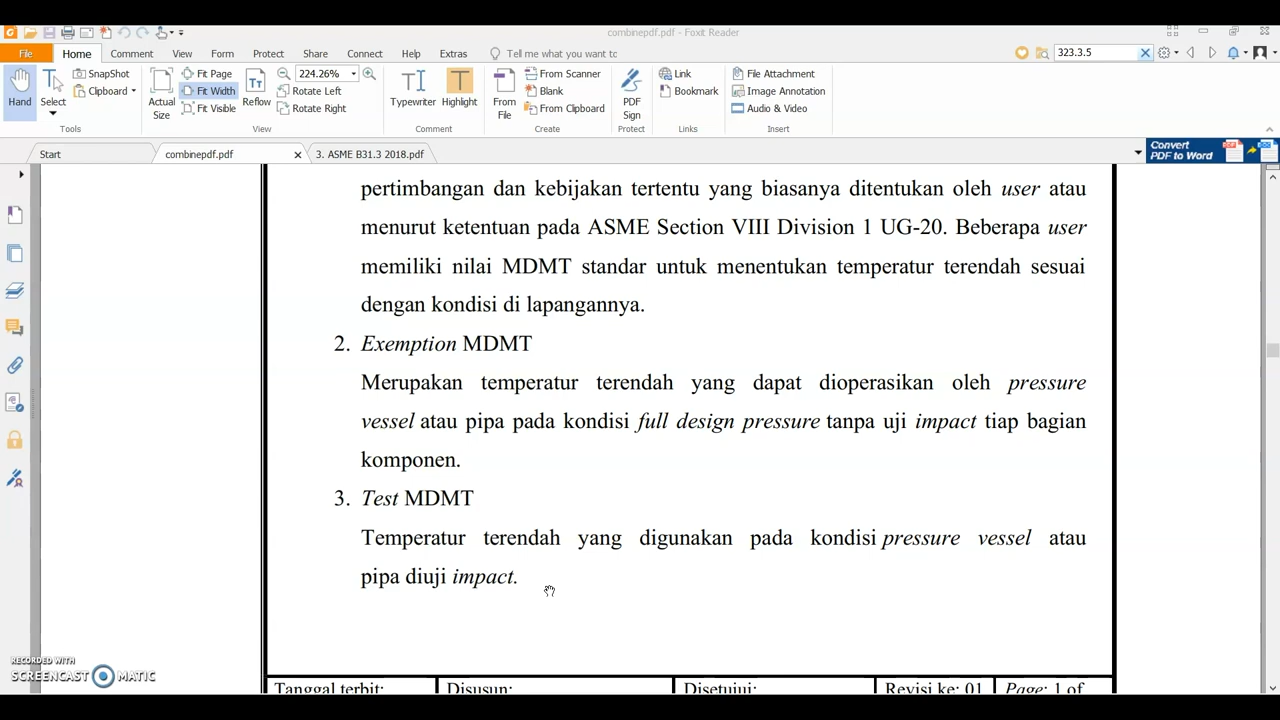 combinepdf.pdf - Foxit Reader
File Home Comment View Form Protect Share Connect Help Extras Tell me what you want tc 323.3.5
Hand
Select
SnapShot
Clipboard
Tools
Actual Size
Fit Page
Fit Width
Fit Visible
Reflow
224.26%
Rotate Left
Rotate Right
View
Typewriter
Highlight
Comment
From File
From Scanner
Blank
From Clipboard
Create
PDF Sign
Protect
Link
Bookmark
Links
File Attachment
Image Annotation
Audio & Video
Insert
Start combinepdf.pdf 3. ASME B31.3 2018.pdf
Convert
PDF to Word
pertimbangan dan kebijakan tertentu yang biasanya ditentukan oleh user atau
menurut ketentuan pada ASME Section VIII Division 1 UG-20. Beberapa user
memiliki nilai MDMT standar untuk menentukan temperatur terendah sesuai
dengan kondisi di lapangannya.
2. Exemption MDMT
Merupakan temperatur terendah yang dapat dioperasikan oleh pressure
vessel atau pipa pada kondisi full design pressure tanpa uji impact tiap bagian
komponen.
3. Test MDMT
Temperatur terendah yang digunakan pada kondisi pressure vessel atau
pipa diuji impact.
RECORDED WITH
SCREENCAST MATIC
Tanggal terbit: Disusun: Disetujui: Revisi ke: 01 Page: 1 of